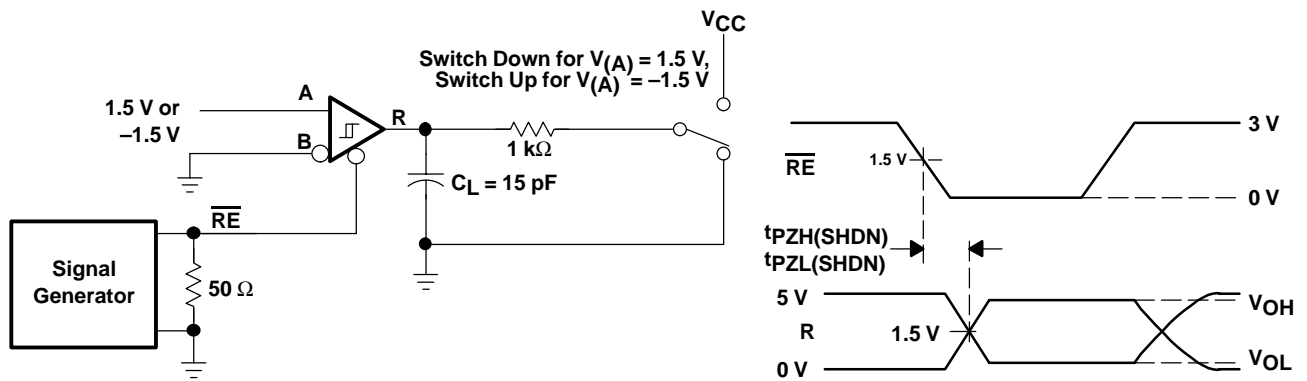 VCC
Switch Down for V(A) = 1.5 V,
Switch Up for V(A) = –1.5 V
A
1.5 V or
–1.5 V
R
B
1 kΩ
CL = 15 pF
RE
Signal
Generator
50 Ω
3 V
1.5 V
RE
0 V
tPZH(SHDN)
tPZL(SHDN)
5 V
VOH
R
1.5 V
0 V
VOL